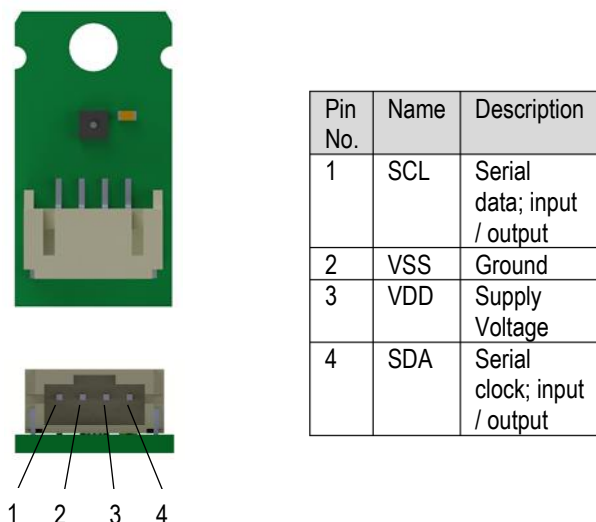 Pin Name Description
No.
1 SCL Serial
data; input
/ output
2 VSS Ground
3 VDD Supply
Voltage
4 SDA Serial
clock; input
/ output
1 2 3 4